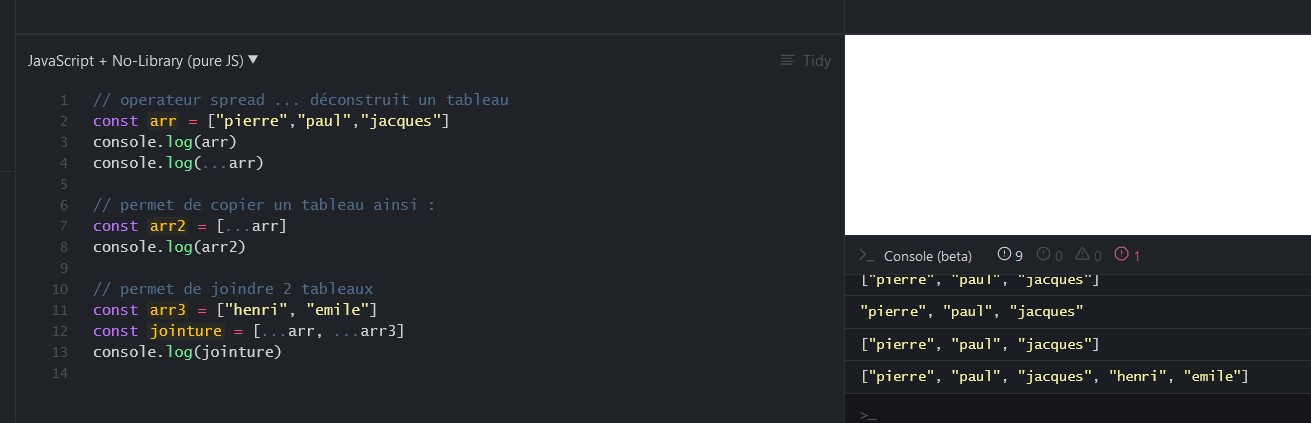 JavaScript + No-Library (pure JS) ▼
Tidy
1 // operateur spread ... déconstruit un tableau
2 const arr = ["pierre","paul","jacques"]
3 console.log(arr)
4 console.log(...arr)
5
6 // permet de copier un tableau ainsi :
7 const arr2 = [...arr]
8 console.log(arr2)
9
10 // permet de joindre 2 tableaux
11 const arr3 = ["henri", "emile"]
12 const jointure = [...arr, ...arr3]
13 console.log(jointure)
14
>_ Console (beta) 9 0 0 1
["pierre", "paul", "jacques"]
"pierre", "paul", "jacques"
["pierre", "paul", "jacques"]
["pierre", "paul", "jacques", "henri", "emile"]
>_